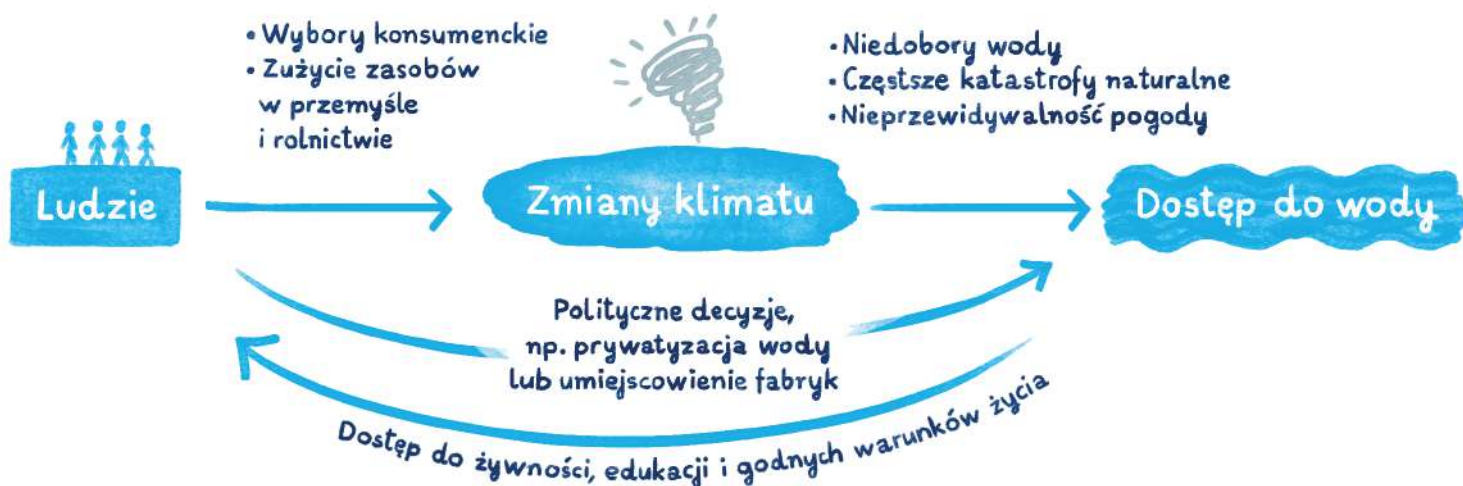 • Wybory konsumenckie
• Zużycie zasobów
w przemyśle
i rolnictwie
• Niedobory wody
• Częstsze katastrofy naturalne
• Nieprzewidywalność pogody
Ludzie
Zmiany klimatu
Dostęp do wody
Polityczne decyzje,
np. prywatyzacja wody
lub umiejscowienie fabryk
Dostęp do żywności, edukacji i godnych warunków życia